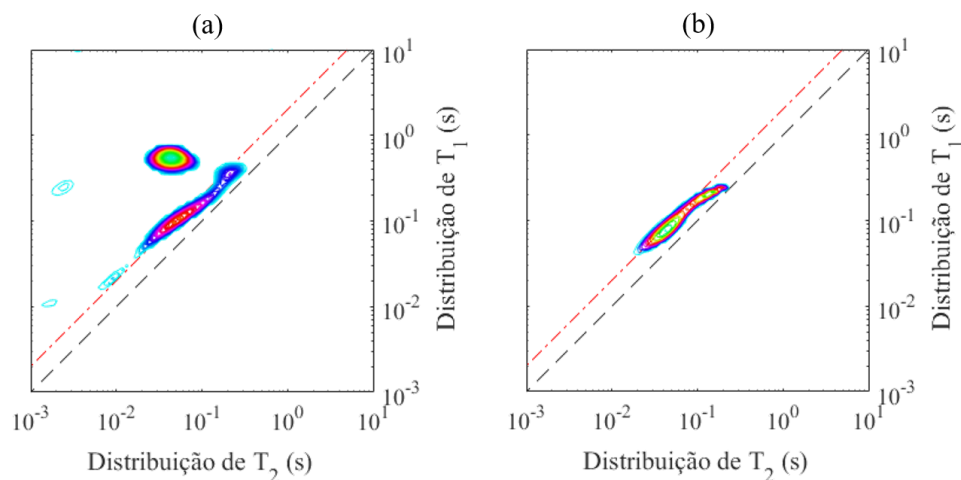 (a)
(b)
10^1
10^1
10^0
10^0
10^-1
10^-1
10^-2
10^-2
10^-3
10^-3
Distribuição de T_1 (s)
Distribuição de T_1 (s)
10^-3 10^-2 10^-1 10^0 10^1
10^-3 10^-2 10^-1 10^0 10^1
Distribuição de T_2 (s)
Distribuição de T_2 (s)